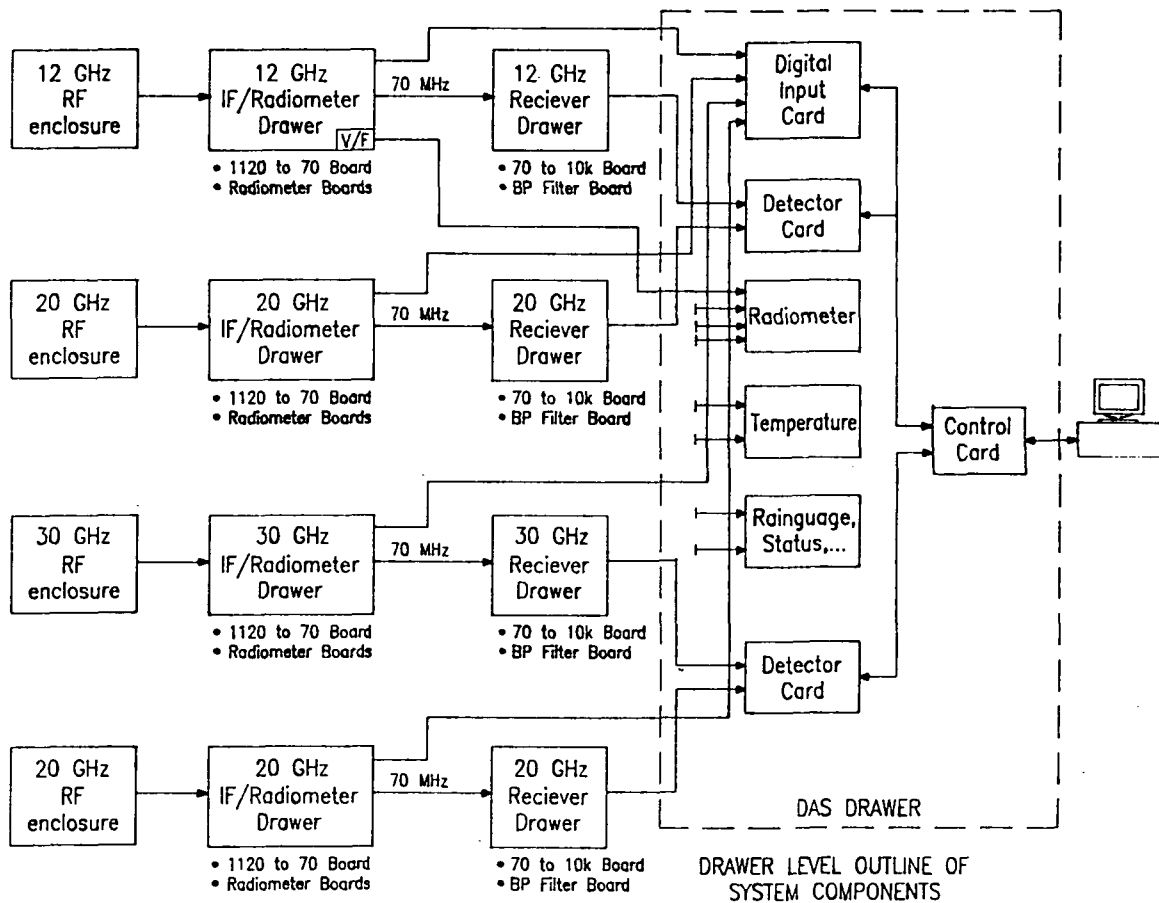 12 GHz
RF
enclosure
12 GHz
IF/Radiometer
Drawer
V/F
• 1120 to 70 Board
• Radiometer Boards
70 MHz
12 GHz
Reciever
Drawer
• 70 to 10k Board
• BP Filter Board
Digital
Input
Card
Detector
Card
20 GHz
RF
enclosure
20 GHz
IF/Radiometer
Drawer
• 1120 to 70 Board
• Radiometer Boards
70 MHz
20 GHz
Reciever
Drawer
• 70 to 10k Board
• BP Filter Board
Radiometer
Temperature
Control
Card
30 GHz
RF
enclosure
30 GHz
IF/Radiometer
Drawer
• 1120 to 70 Board
• Radiometer Boards
70 MHz
30 GHz
Reciever
Drawer
• 70 to 10k Board
• BP Filter Board
Rainguage,
Status,...
Detector
Card
20 GHz
RF
enclosure
20 GHz
IF/Radiometer
Drawer
• 1120 to 70 Board
• Radiometer Boards
70 MHz
20 GHz
Reciever
Drawer
• 70 to 10k Board
• BP Filter Board
DAS DRAWER
DRAWER LEVEL OUTLINE OF
SYSTEM COMPONENTS